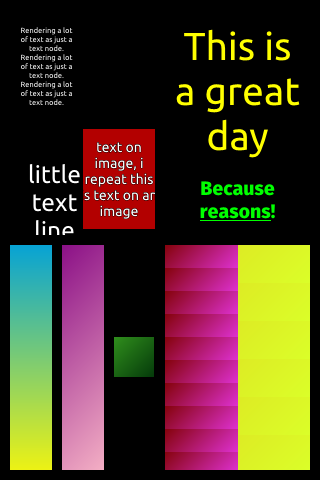 Rendering a lot
of text as just a
text node.
Rendering a lot
of text as just a
text node.
Rendering a lot
of text as just a
text node.
This is
a great
day
little
text
line
text on
image, i
repeat this
s text on an
image
Because
reasons!